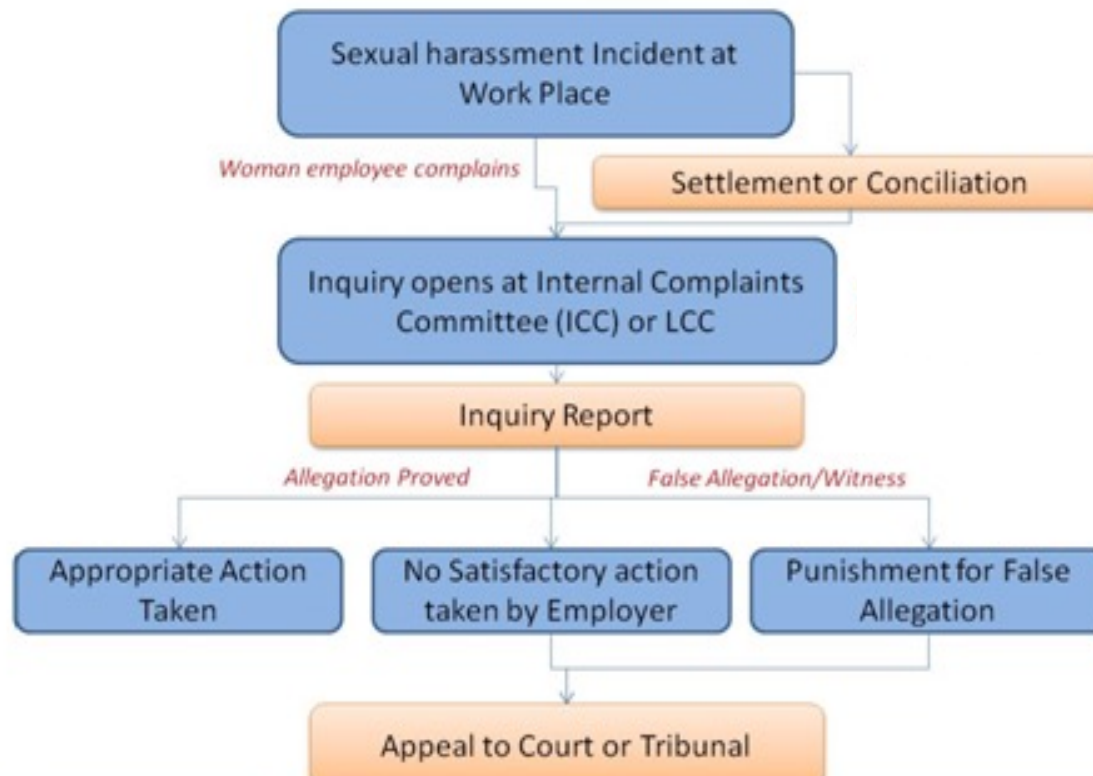 Sexual harassment Incident at
Work Place
Woman employee complains
Settlement or Conciliation
Inquiry opens at Internal Complaints
Committee (ICC) or LCC
Inquiry Report
Allegation Proved
False Allegation/Witness
Appropriate Action
Taken
No Satisfactory action
taken by Employer
Punishment for False
Allegation
Appeal to Court or Tribunal